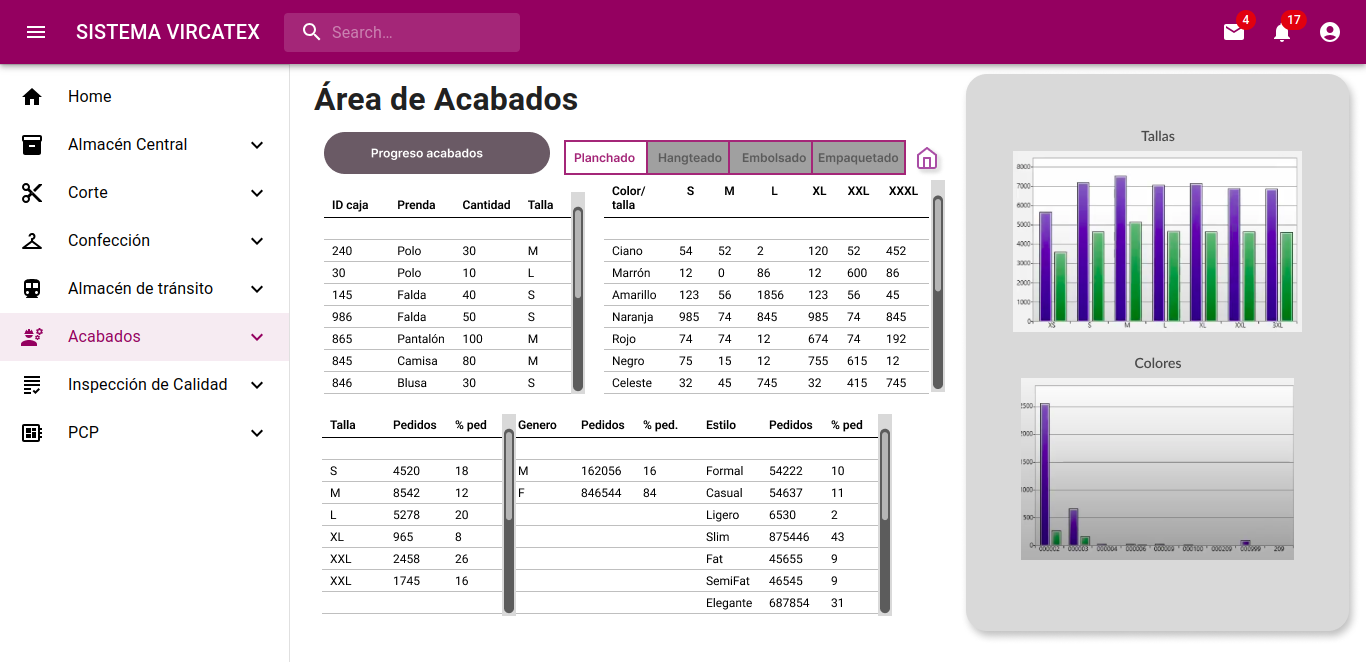 SISTEMA VIRCATEX
Search...
4
17
Home
Almacén Central
Corte
Confección
Almacén de tránsito
Acabados
Inspección de Calidad
PCP
Área de Acabados
Progreso acabados
Planchado Hangteado Embolsado Empaquetado
ID caja Prenda Cantidad Talla
240 Polo 30 M
30 Polo 10 L
145 Falda 40 S
986 Falda 50 S
865 Pantalón 100 M
845 Camisa 80 M
846 Blusa 30 S
Color/ S M L XL XXL XXXL
talla
Ciano 54 52 2 120 52 452
Marrón 12 0 86 12 600 86
Amarillo 123 56 1856 123 56 45
Naranja 985 74 845 985 74 845
Rojo 74 74 12 674 74 192
Negro 75 15 12 755 615 12
Celeste 32 45 745 32 415 745
Talla Pedidos % ped
S 4520 18
M 8542 12
L 5278 20
XL 965 8
XXL 2458 26
XXL 1745 16
Genero Pedidos % ped.
M 162056 16
F 846544 84
Estilo Pedidos % ped
Formal 54222 10
Casual 54637 11
Ligero 6530 2
Slim 875446 43
Fat 45655 9
SemiFat 46545 9
Elegante 687854 31
Tallas
8000
7000
6000
5000
4000
3000
2000
1000
0
XS S M L XL XXL 3XL
Colores
2500
2000
1500
1000
500
0
000002 000003 000004 000006 000009 000100 000209 000999 209